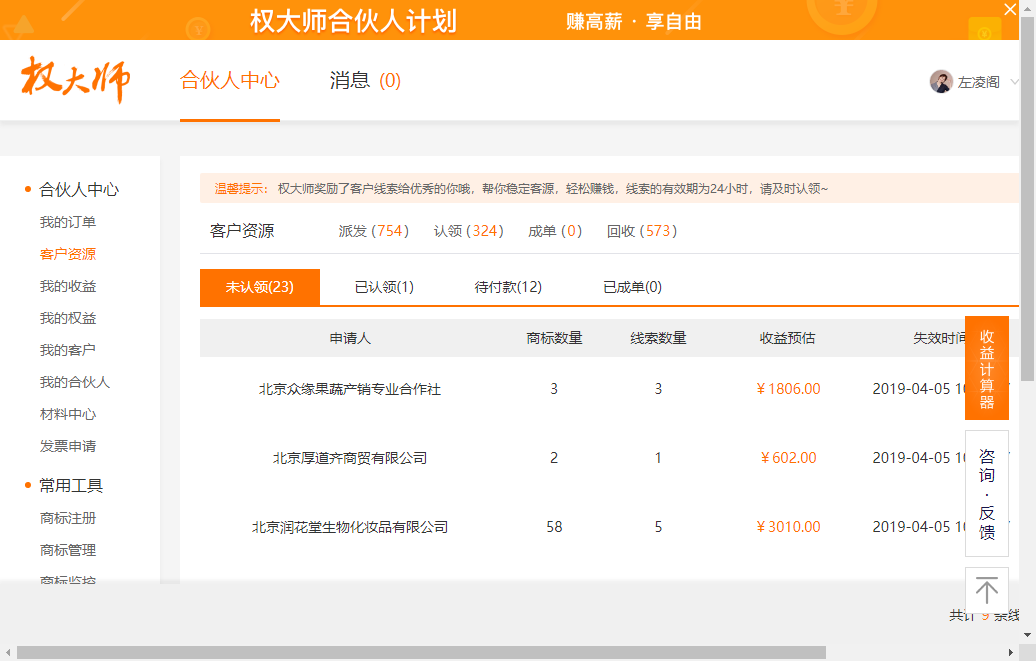 权大师合伙人计划 赚高薪 · 享自由
权大师 合伙人中心 消息 (0) 左凌阁
合伙人中心
我的订单
客户资源
我的收益
我的权益
我的客户
我的合伙人
材料中心
发票申请
常用工具
商标注册
商标管理
商标监控
温馨提示: 权大师奖励了客户线索给优秀的你哦，帮你稳定客源，轻松赚钱，线索的有效期为24小时，请及时认领~
客户资源 派发 (754) 认领 (324) 成单 (0) 回收 (573)
未认领(23) 已认领(1) 待付款(12) 已成单(0)
申请人 商标数量 线索数量 收益预估 失效时间
北京众缘果蔬产销专业合作社 3 3 ¥1806.00 2019-04-05
北京厚道齐商贸有限公司 2 1 ¥602.00 2019-04-05
北京润花堂生物化妆品有限公司 58 5 ¥3010.00 2019-04-05
收益计算器
咨询·反馈
共计 9 条线